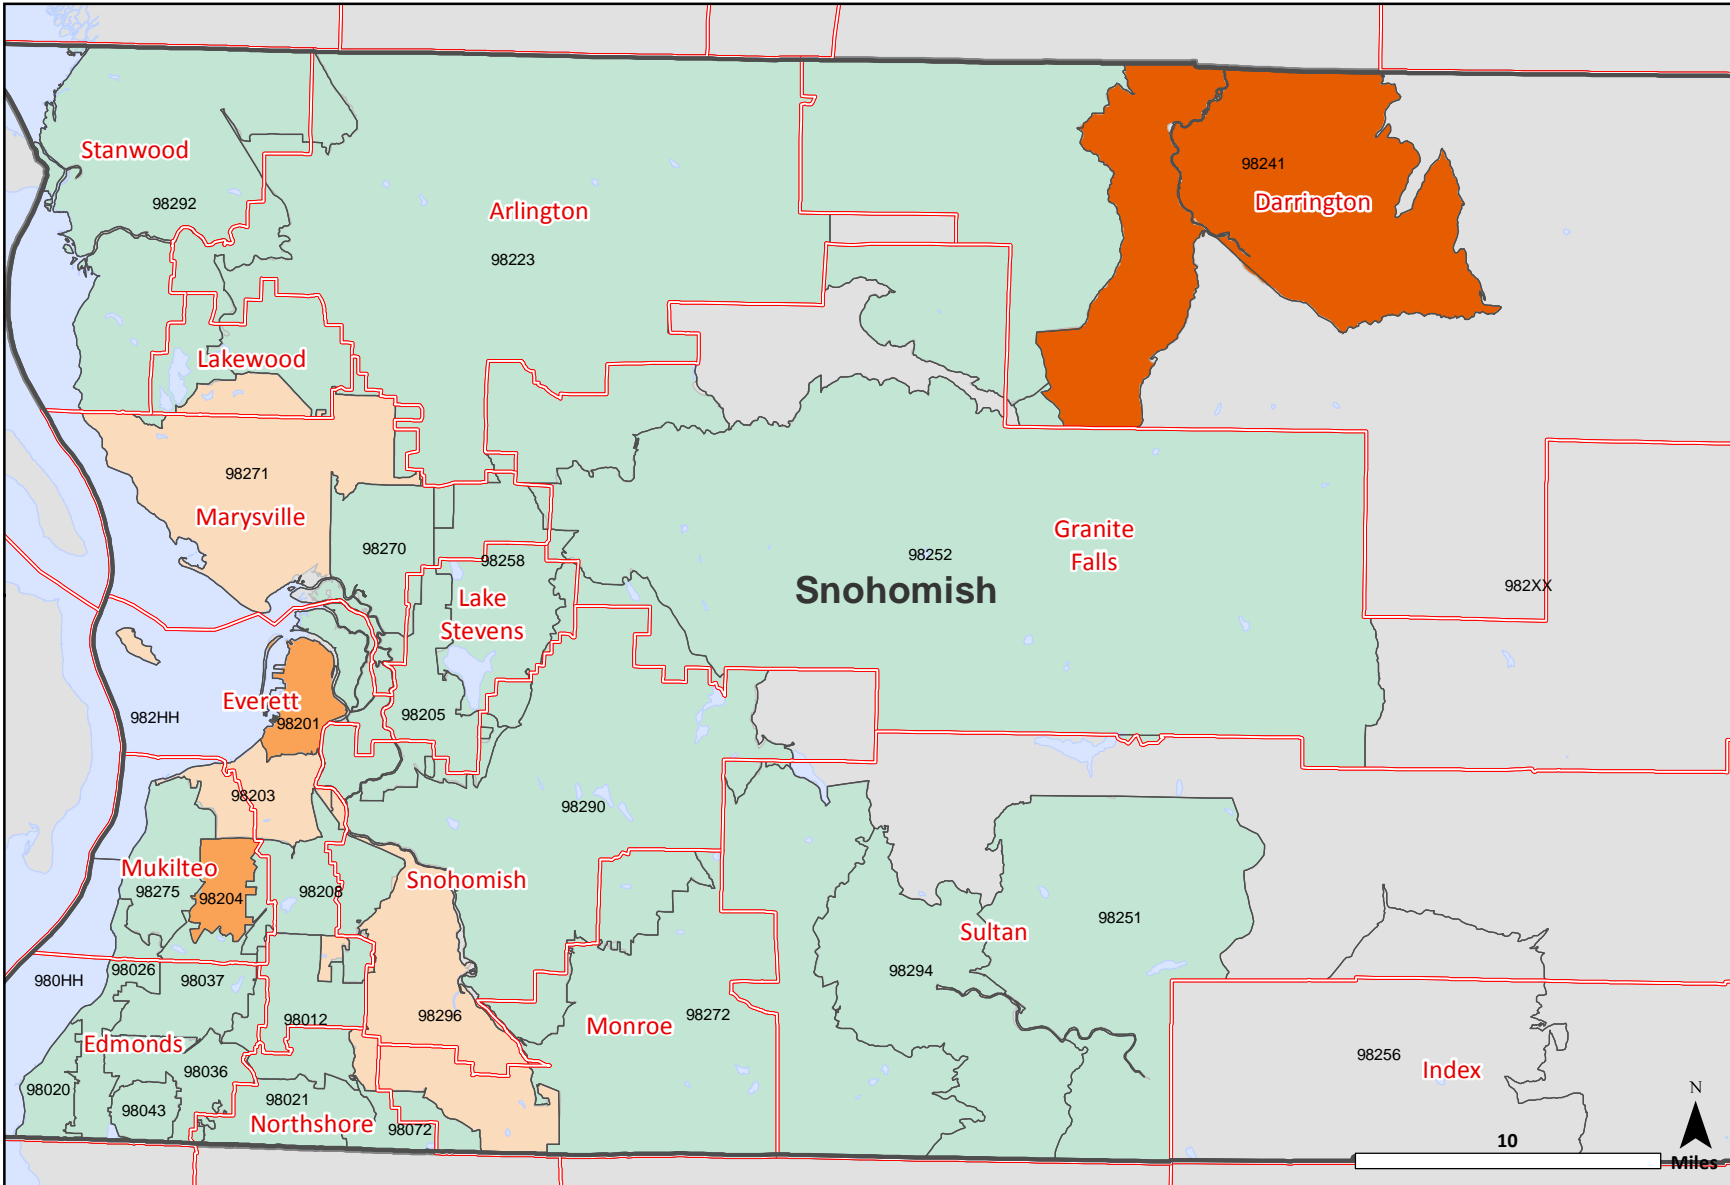 Stanwood
98292
Arlington
98223
98241
Darrington
Lakewood
98271
Marysville
98270
98258
Lake
Stevens
98252
Granite
Falls
Snohomish
982XX
Everett
98201
982HH
98205
98203
98290
Mukilteo
98275
98204
98208
Snohomish
98251
Sultan
98294
980HH
98026
98037
98012
98296
Monroe
98272
Edmonds
98036
98020
98043
98021
Northshore
98072
98256
Index
N
10
Miles